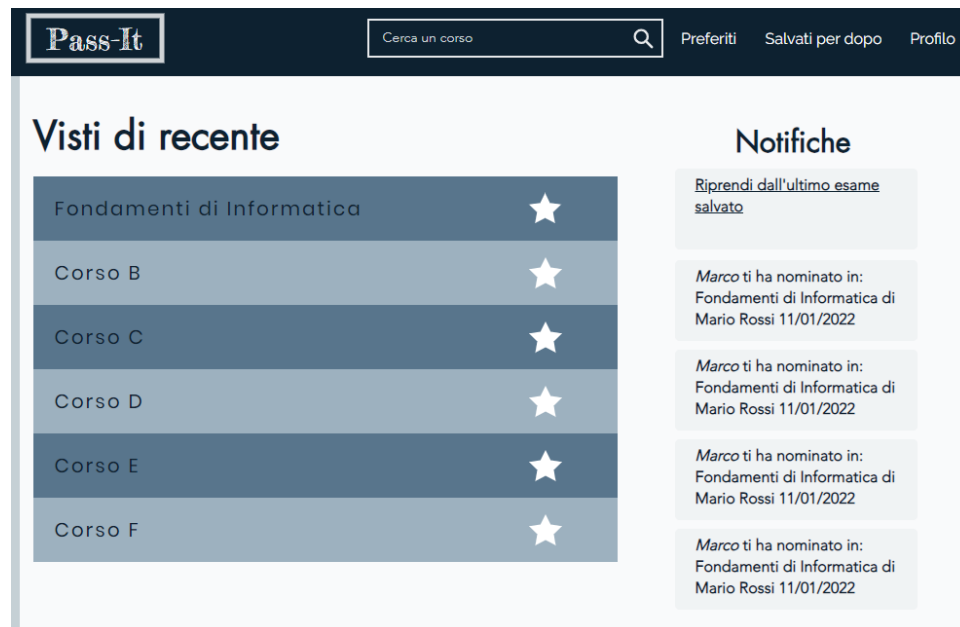 Pass-It
Cerca un corso
Preferiti
Salvati per dopo
Profilo
Visti di recente
Fondamenti di Informatica
Corso B
Corso C
Corso D
Corso E
Corso F
Notifiche
Riprendi dall'ultimo esame
salvato
Marco ti ha nominato in:
Fondamenti di Informatica di
Mario Rossi 11/01/2022
Marco ti ha nominato in:
Fondamenti di Informatica di
Mario Rossi 11/01/2022
Marco ti ha nominato in:
Fondamenti di Informatica di
Mario Rossi 11/01/2022
Marco ti ha nominato in:
Fondamenti di Informatica di
Mario Rossi 11/01/2022